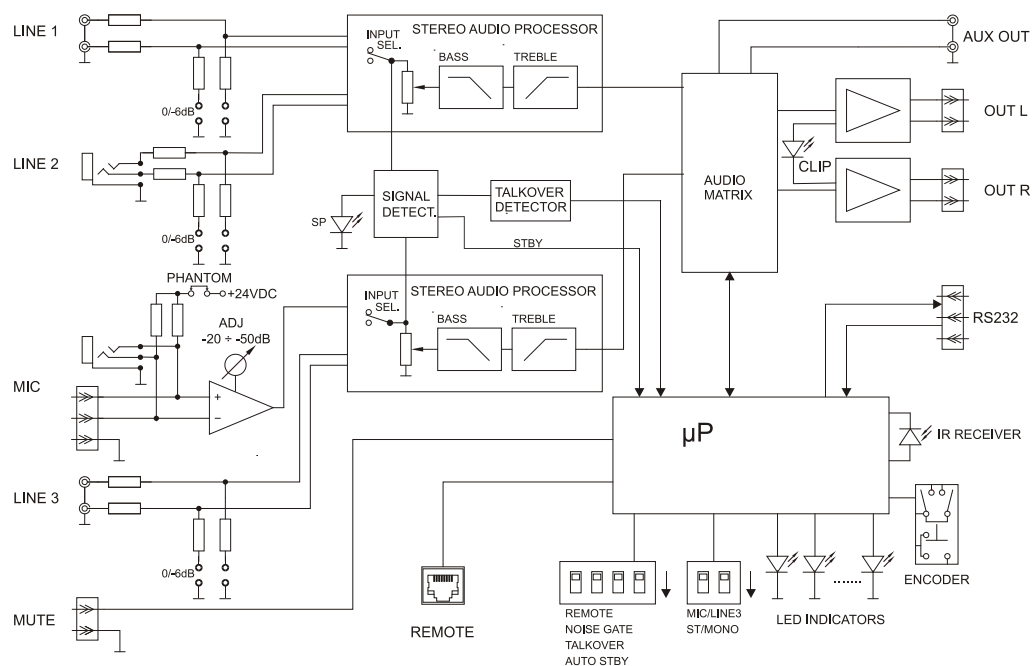 LINE 1
STEREO AUDIO PROCESSOR
INPUT
SEL.
BASS
TREBLE
AUX OUT
0/-6dB
OUT L
CLIP
LINE 2
SIGNAL
DETECT.
TALKOVER
DETECTOR
AUDIO
MATRIX
OUT R
SP
0/-6dB
STBY
PHANTOM
+24VDC
INPUT
SEL.
STEREO AUDIO PROCESSOR
BASS
TREBLE
RS232
ADJ
-20 ÷ -50dB
MIC
+
−
µP
IR RECEIVER
LINE 3
0/-6dB
ENCODER
MUTE
REMOTE
REMOTE
NOISE GATE
TALKOVER
AUTO STBY
MIC/LINE3
ST/MONO
LED INDICATORS